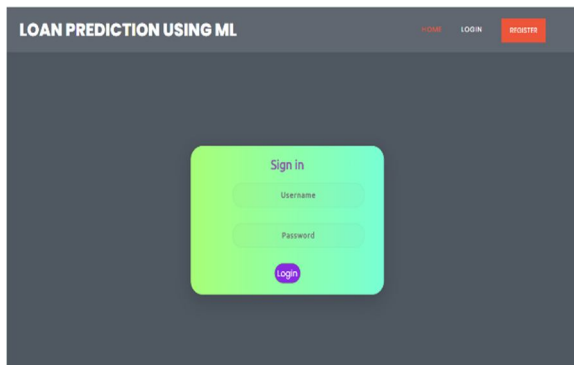 LOAN PREDICTION USING ML
HOME LOGIN REGISTER
Sign in
Username
Password
Login